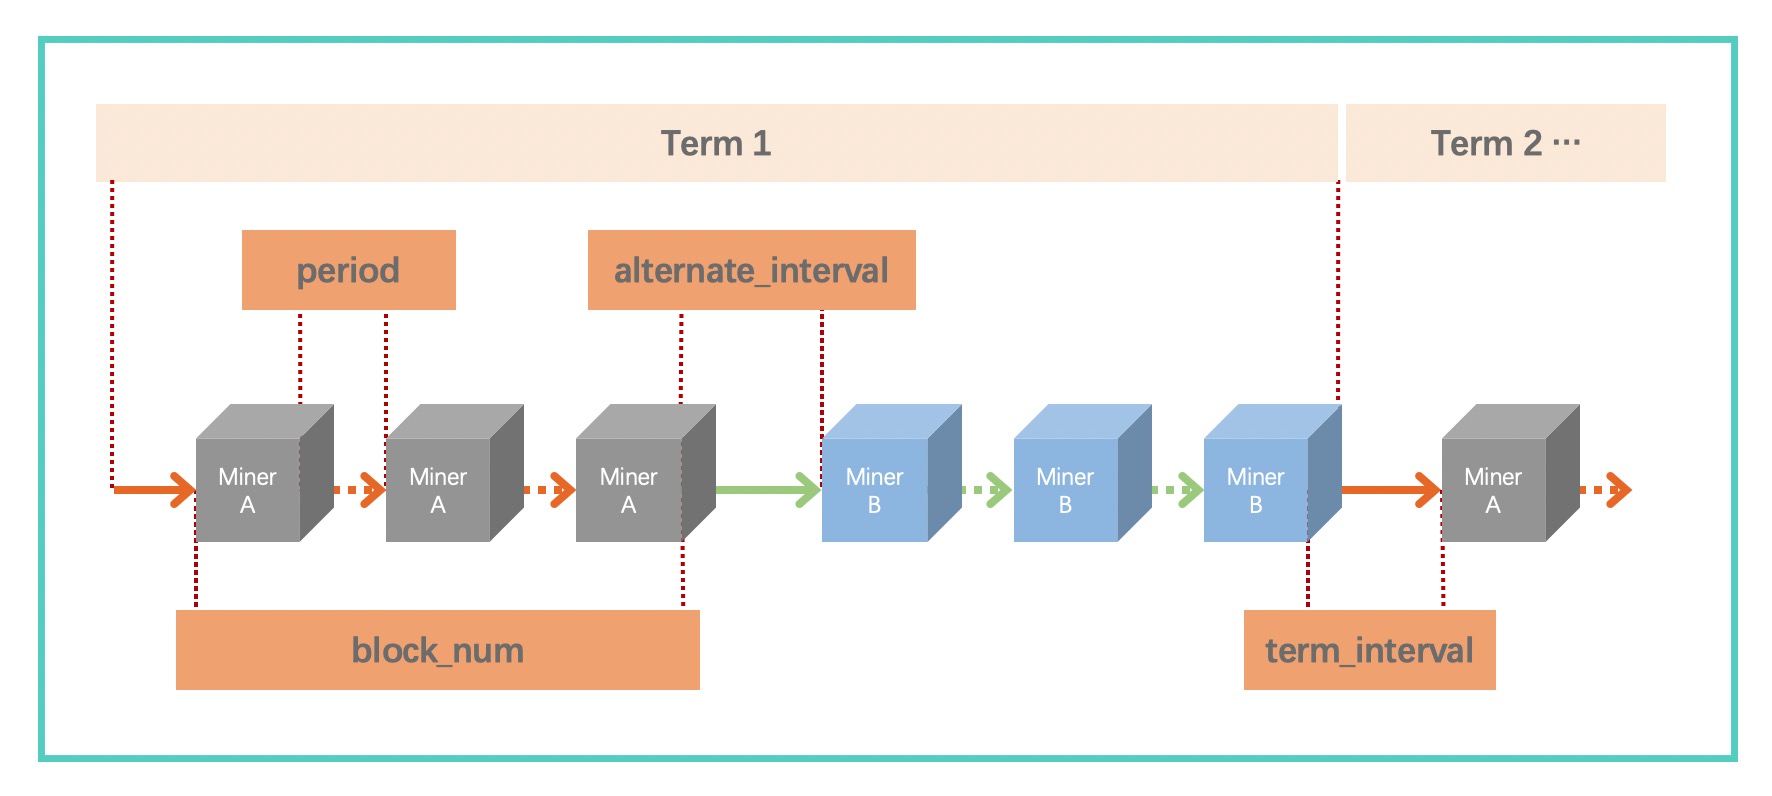 Term 1
Term 2 ···
period
alternate_interval
Miner
A
Miner
A
Miner
A
Miner
B
Miner
B
Miner
B
Miner
A
block_num
term_interval